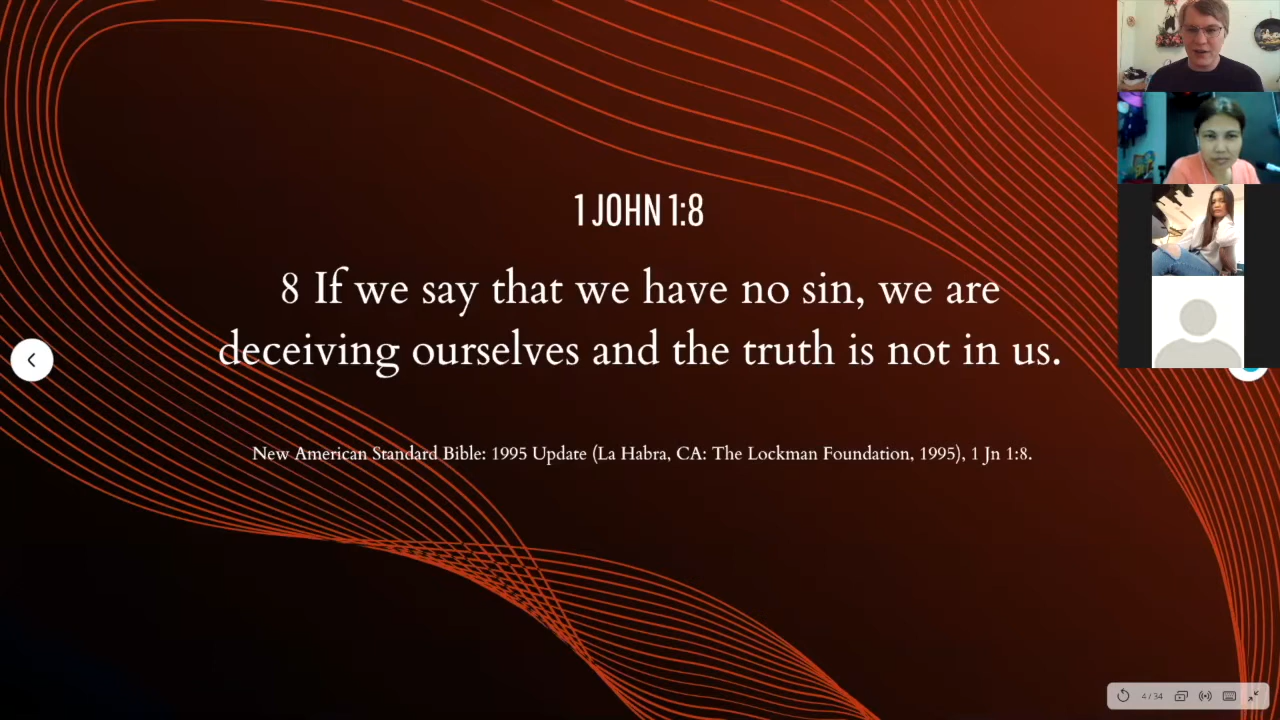 1 JOHN 1:8
8 If we say that we have no sin, we are
deceiving ourselves and the truth is not in us.
New American Standard Bible: 1995 Update (La Habra, CA: The Lockman Foundation, 1995), 1 Jn 1:8.
4 / 34